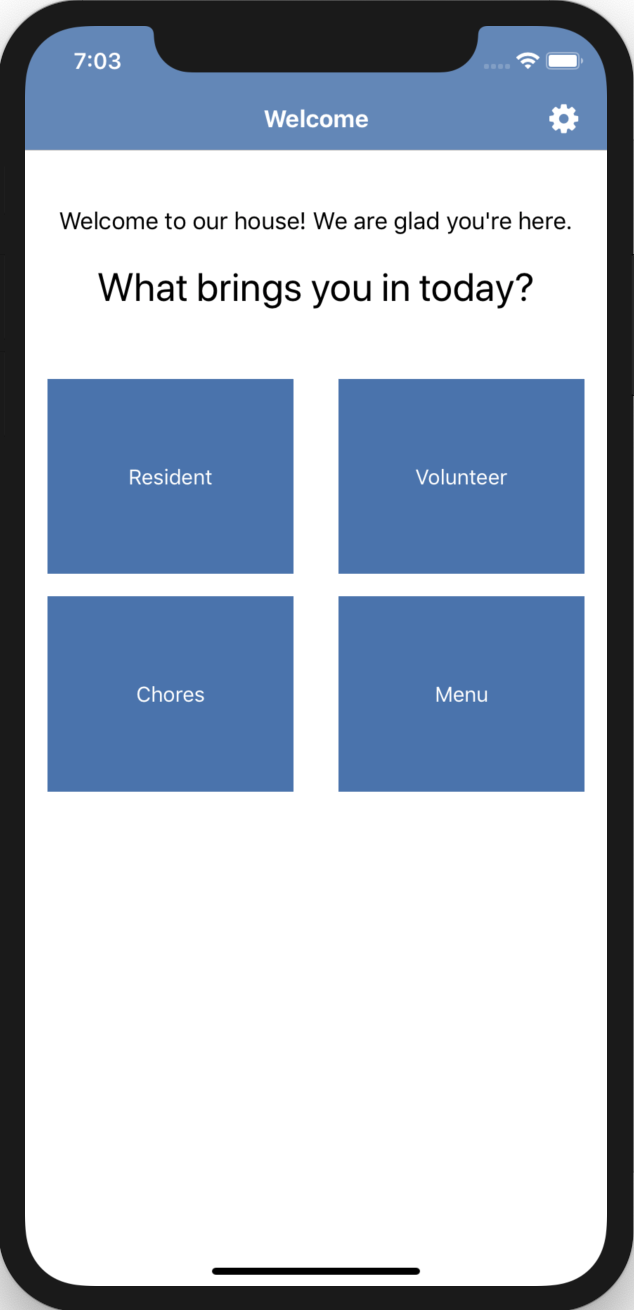 7:03
Welcome
Welcome to our house! We are glad you're here.
What brings you in today?
Resident
Volunteer
Chores
Menu